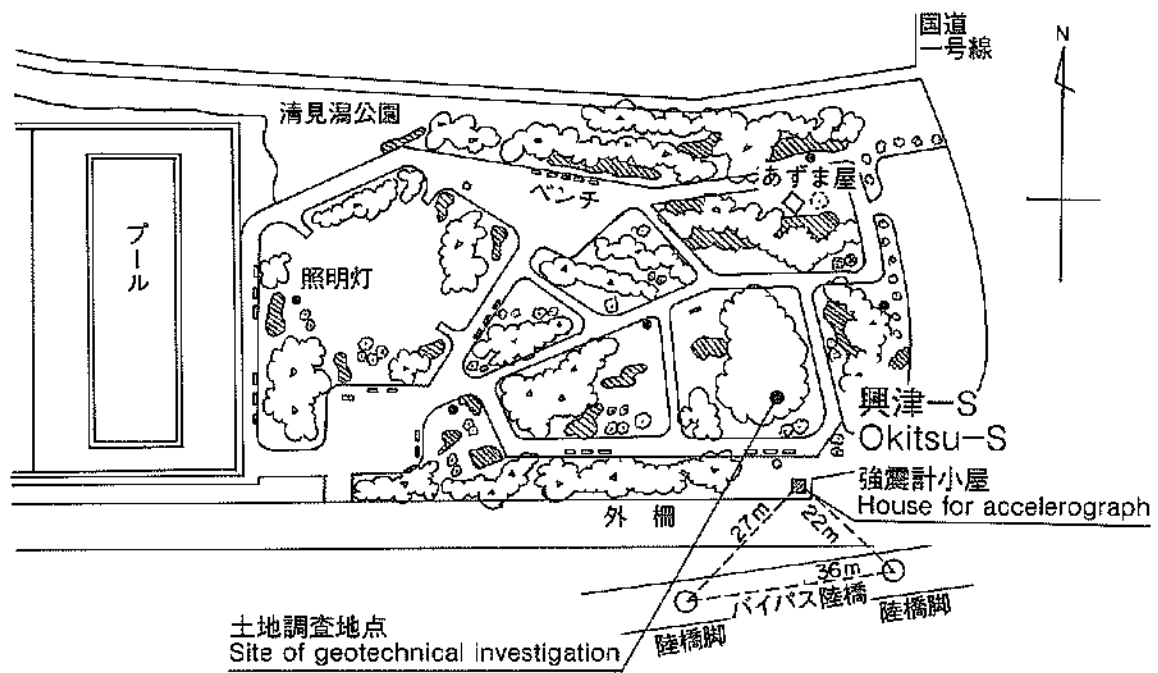 国道
一号線
N
清見潟公園
あずま屋
ベンチ
プール
照明灯
興津－S
Okitsu－S
強震計小屋
House for accelerograph
外柵
27m
22m
36m
バイパス陸橋
陸橋脚
陸橋脚
土地調査地点
Site of geotechnical investigation